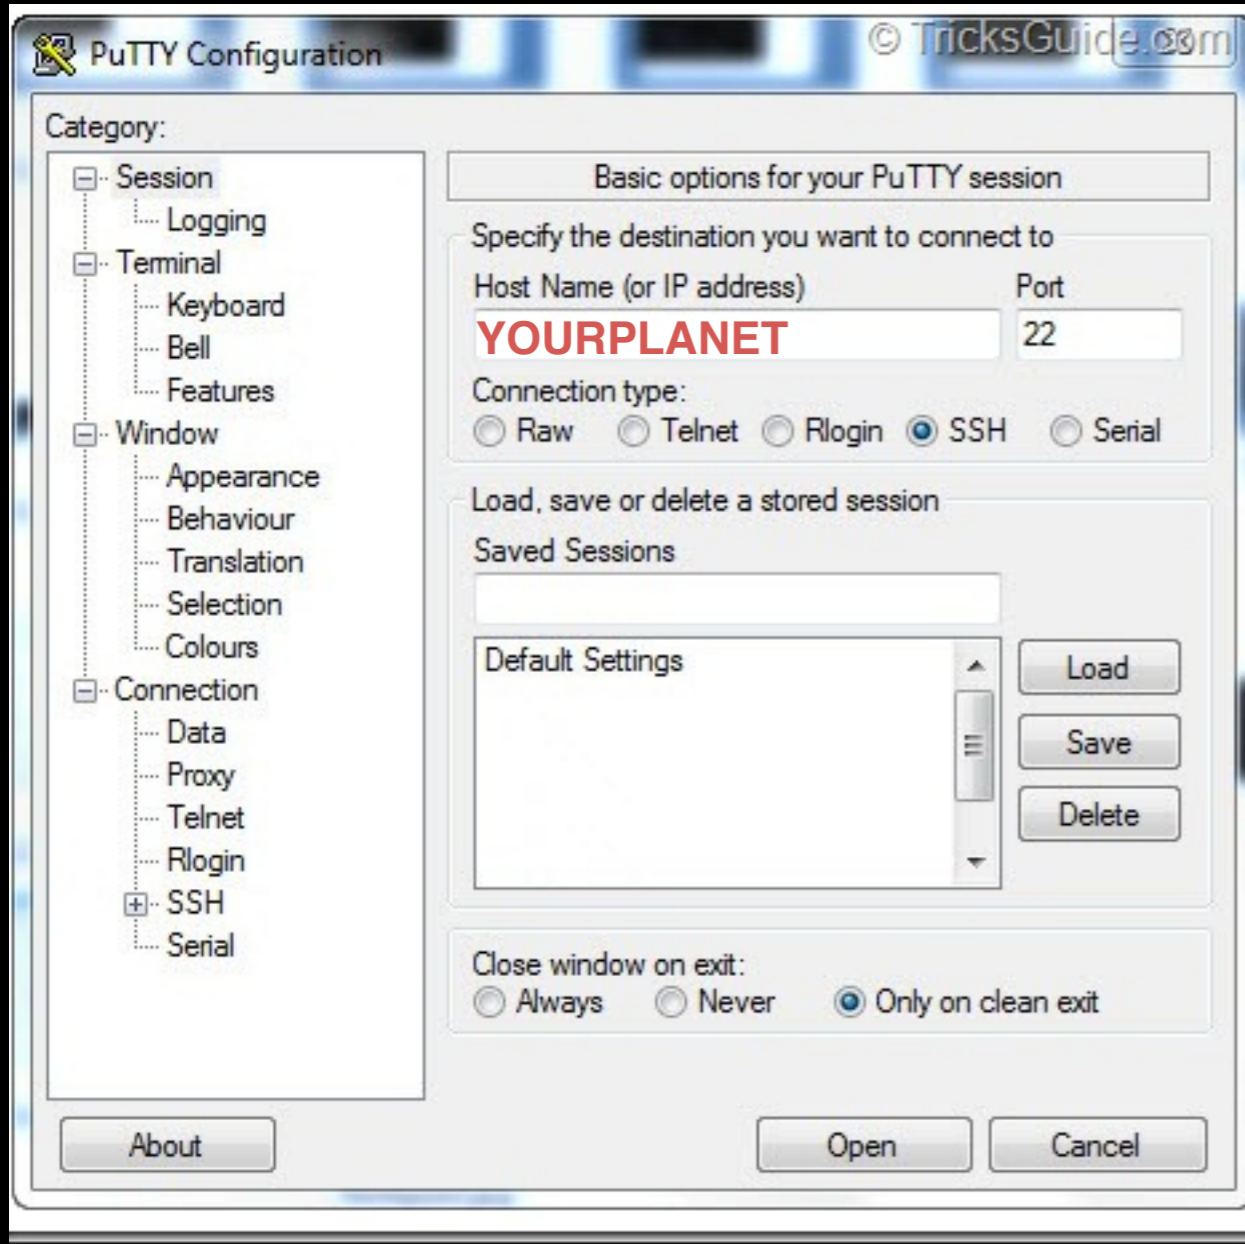 PuTTY Configuration
© TricksGuide.com
Category:
Session
Logging
Terminal
Keyboard
Bell
Features
Window
Appearance
Behaviour
Translation
Selection
Colours
Connection
Data
Proxy
Telnet
Rlogin
SSH
Serial
Basic options for your PuTTY session
Specify the destination you want to connect to
Host Name (or IP address) Port
YOURPLANET 22
Connection type:
Raw Telnet Rlogin SSH Serial
Load, save or delete a stored session
Saved Sessions
Default Settings
Load
Save
Delete
Close window on exit:
Always Never Only on clean exit
About Open Cancel